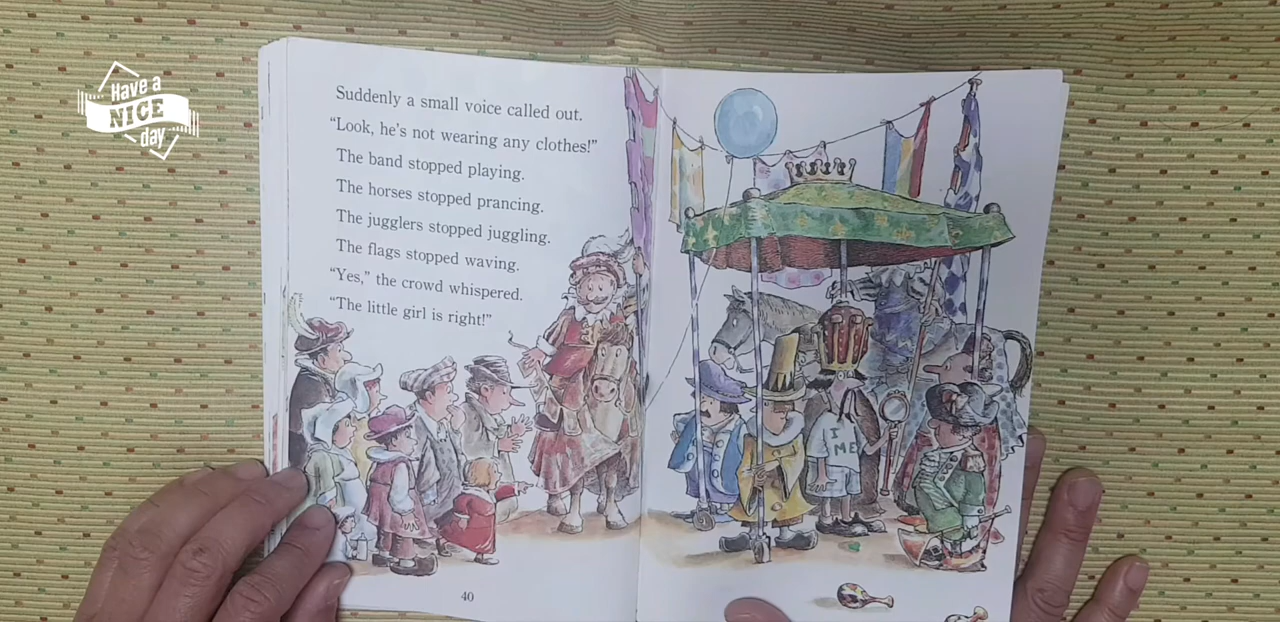 Have a
NICE
day
Suddenly a small voice called out.
"Look, he's not wearing any clothes!"
The band stopped playing.
The horses stopped prancing.
The jugglers stopped juggling.
The flags stopped waving.
"Yes," the crowd whispered.
"The little girl is right!"
40
I
ME